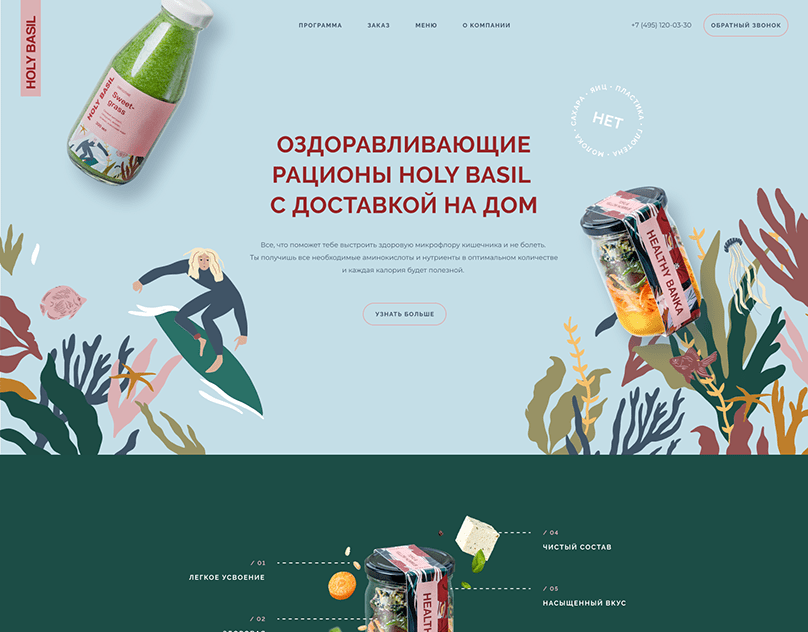 HOLY BASIL
ПРОГРАММА
ЗАКАЗ
МЕНЮ
О КОМПАНИИ
+7 (495) 120-03-30
ОБРАТНЫЙ ЗВОНОК
HOLY BASIL
Sweet-
grass
САХАРА • ЯИЦ • ПЛАСТИКА • ГЛЮТЕНА • МОЛОКА •
НЕТ
ОЗДОРАВЛИВАЮЩИЕ
РАЦИОНЫ HOLY BASIL
С ДОСТАВКОЙ НА ДОМ
Все, что поможет тебе выстроить здоровую микрофлору кишечника и не болеть.
Ты получишь все необходимые аминокислоты и нутриенты в оптимальном количестве
и каждая калория будет полезной.
УЗНАТЬ БОЛЬШЕ
HEALTHY BANKA
/ 04
ЧИСТЫЙ СОСТАВ
/ 01
ЛЕГКОЕ УСВОЕНИЕ
/ 05
НАСЫЩЕННЫЙ ВКУС
/ 02
HEALTHY